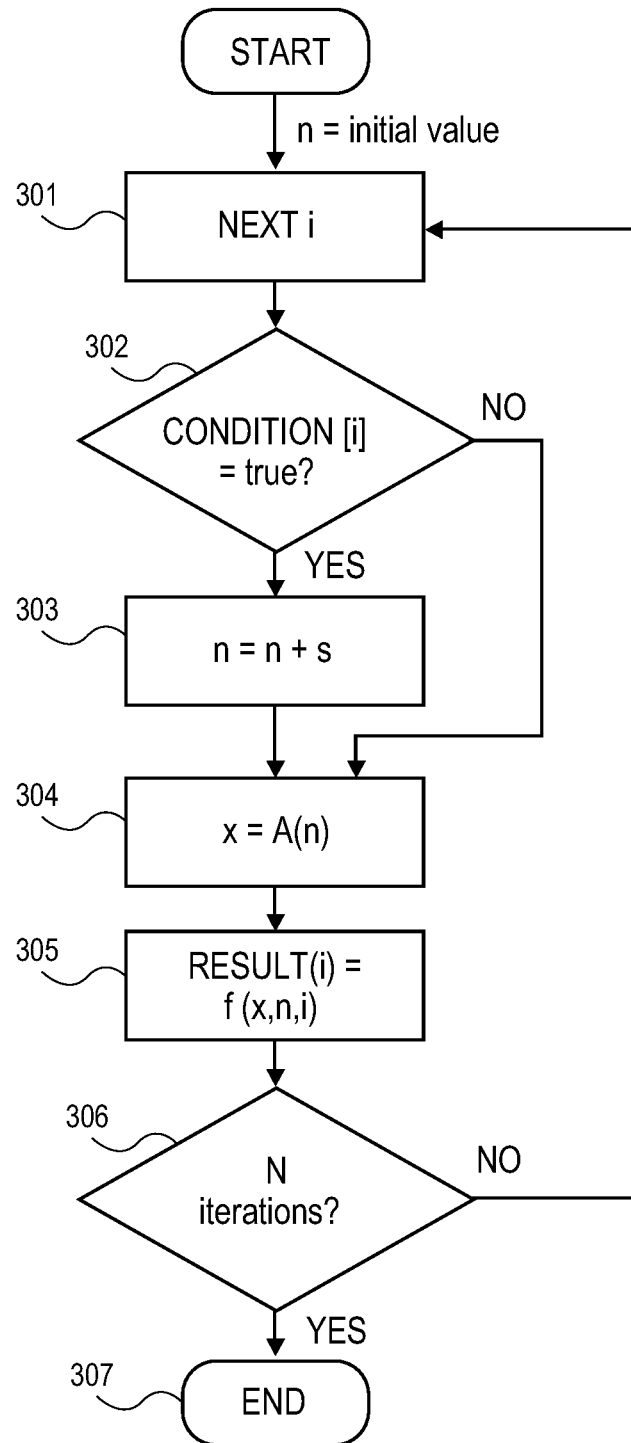 START
n = initial value
301
NEXT i
302
CONDITION [i]
= true?
NO
YES
303
n = n + s
304
x = A(n)
305
RESULT(i) =
f (x,n,i)
306
N
iterations?
NO
YES
307
END